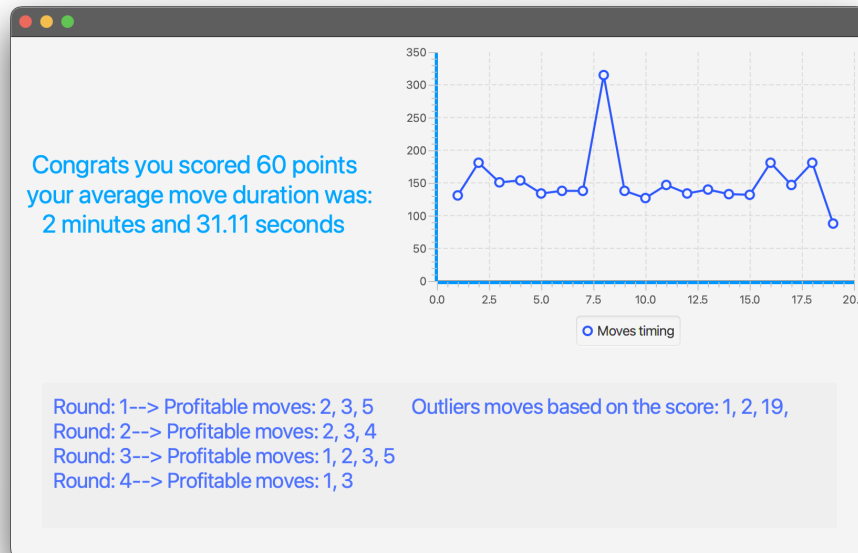 Congrats you scored 60 points
your average move duration was:
2 minutes and 31.11 seconds
350
300
250
200
150
100
50
0
0.0 2.5 5.0 7.5 10.0 12.5 15.0 17.5 20.
Moves timing
Round: 1--> Profitable moves: 2, 3, 5
Round: 2--> Profitable moves: 2, 3, 4
Round: 3--> Profitable moves: 1, 2, 3, 5
Round: 4--> Profitable moves: 1, 3
Outliers moves based on the score: 1, 2, 19,